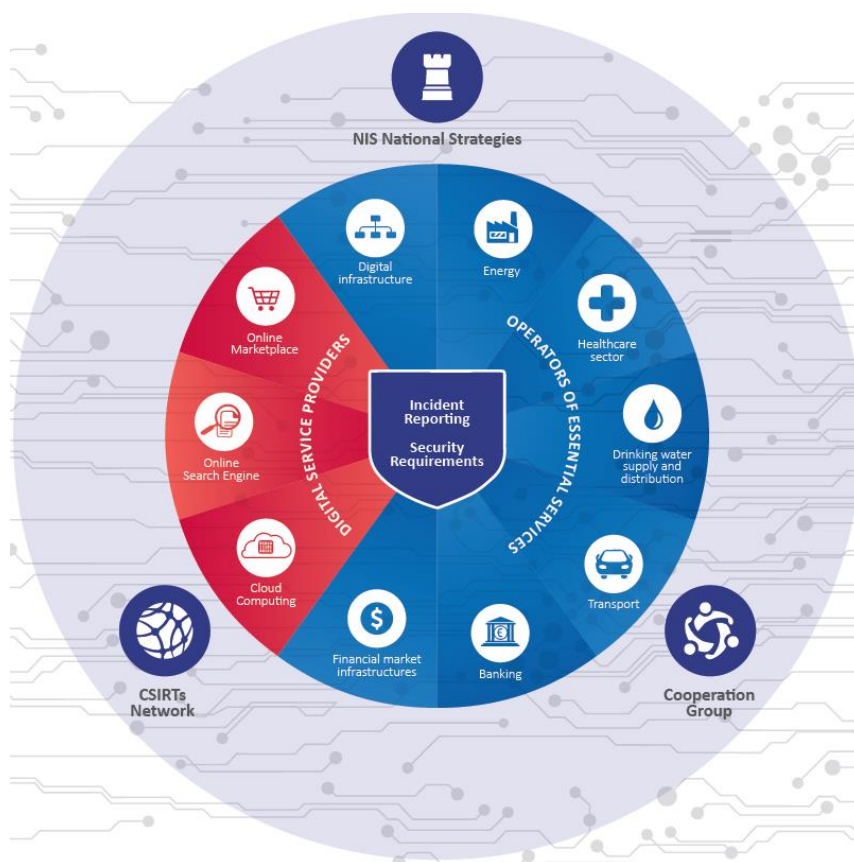 NIS National Strategies
Digital
infrastructure
Energy
Online
Marketplace
Healthcare
sector
DIGITAL SERVICE PROVIDERS
Incident
Reporting
Security
Requirements
OPERATORS OF ESSENTIAL SERVICES
Online
Search Engine
Drinking water
supply and
distribution
Cloud
Computing
Transport
$
Financial market
infrastructures
€
Banking
CSIRTs
Network
Cooperation
Group